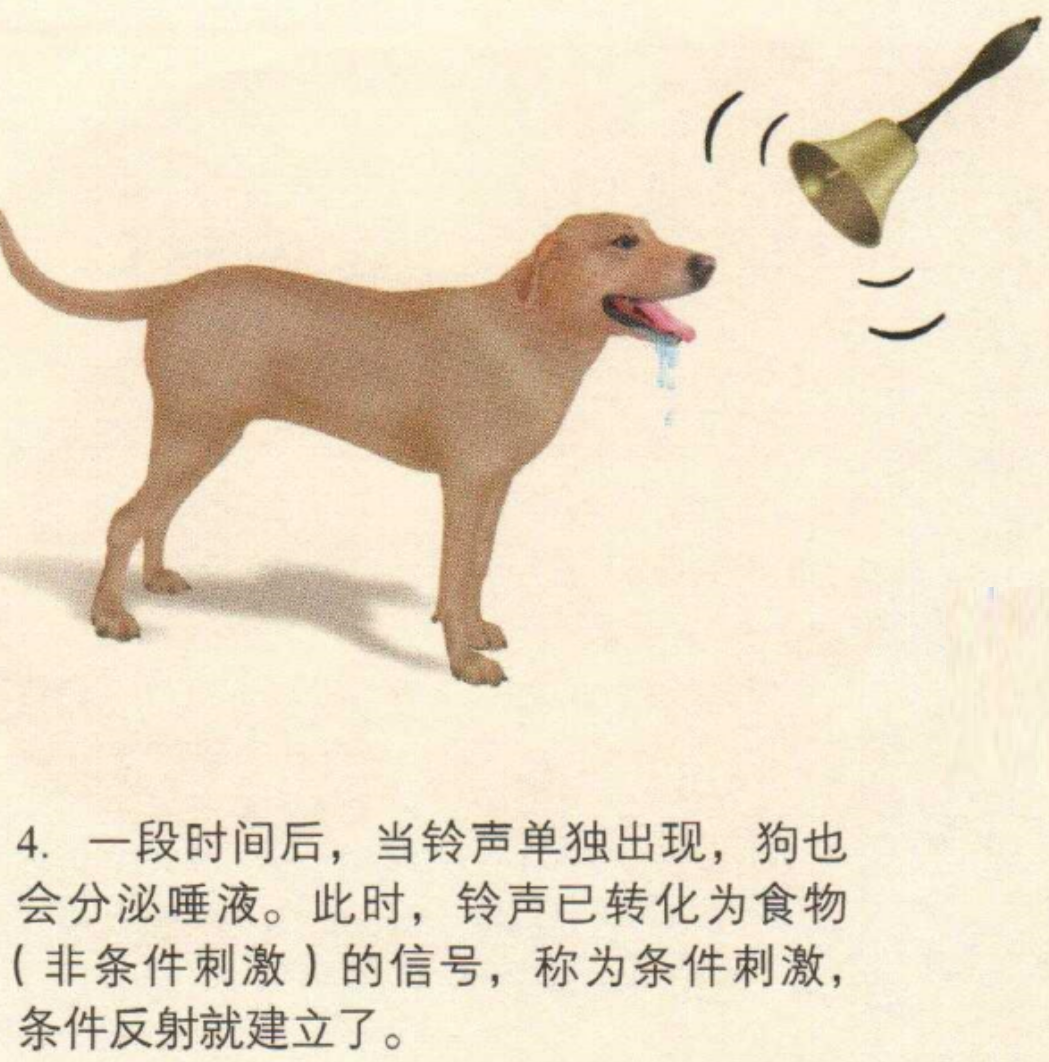 4. 一段时间后，当铃声单独出现，狗也
会分泌唾液。此时，铃声已转化为食物
（非条件刺激）的信号，称为条件刺激，
条件反射就建立了。